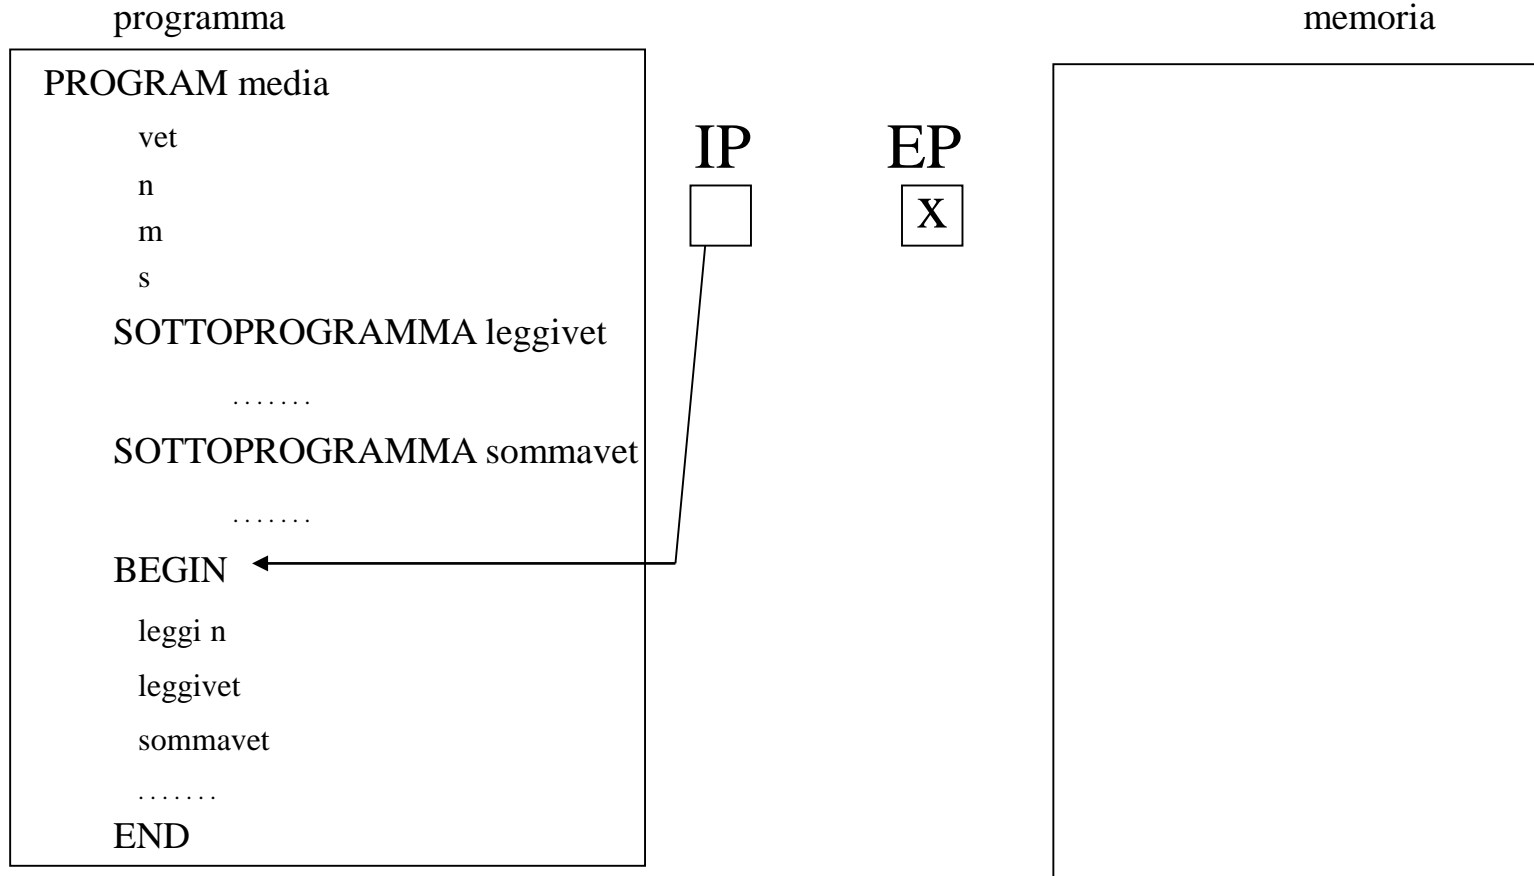 programma
PROGRAM media
vet
n
m
s
SOTTOPROGRAMMA leggivet
.......
SOTTOPROGRAMMA sommavet
.......
BEGIN
leggi n
leggivet
sommavet
.......
END
IP
EP
X
memoria